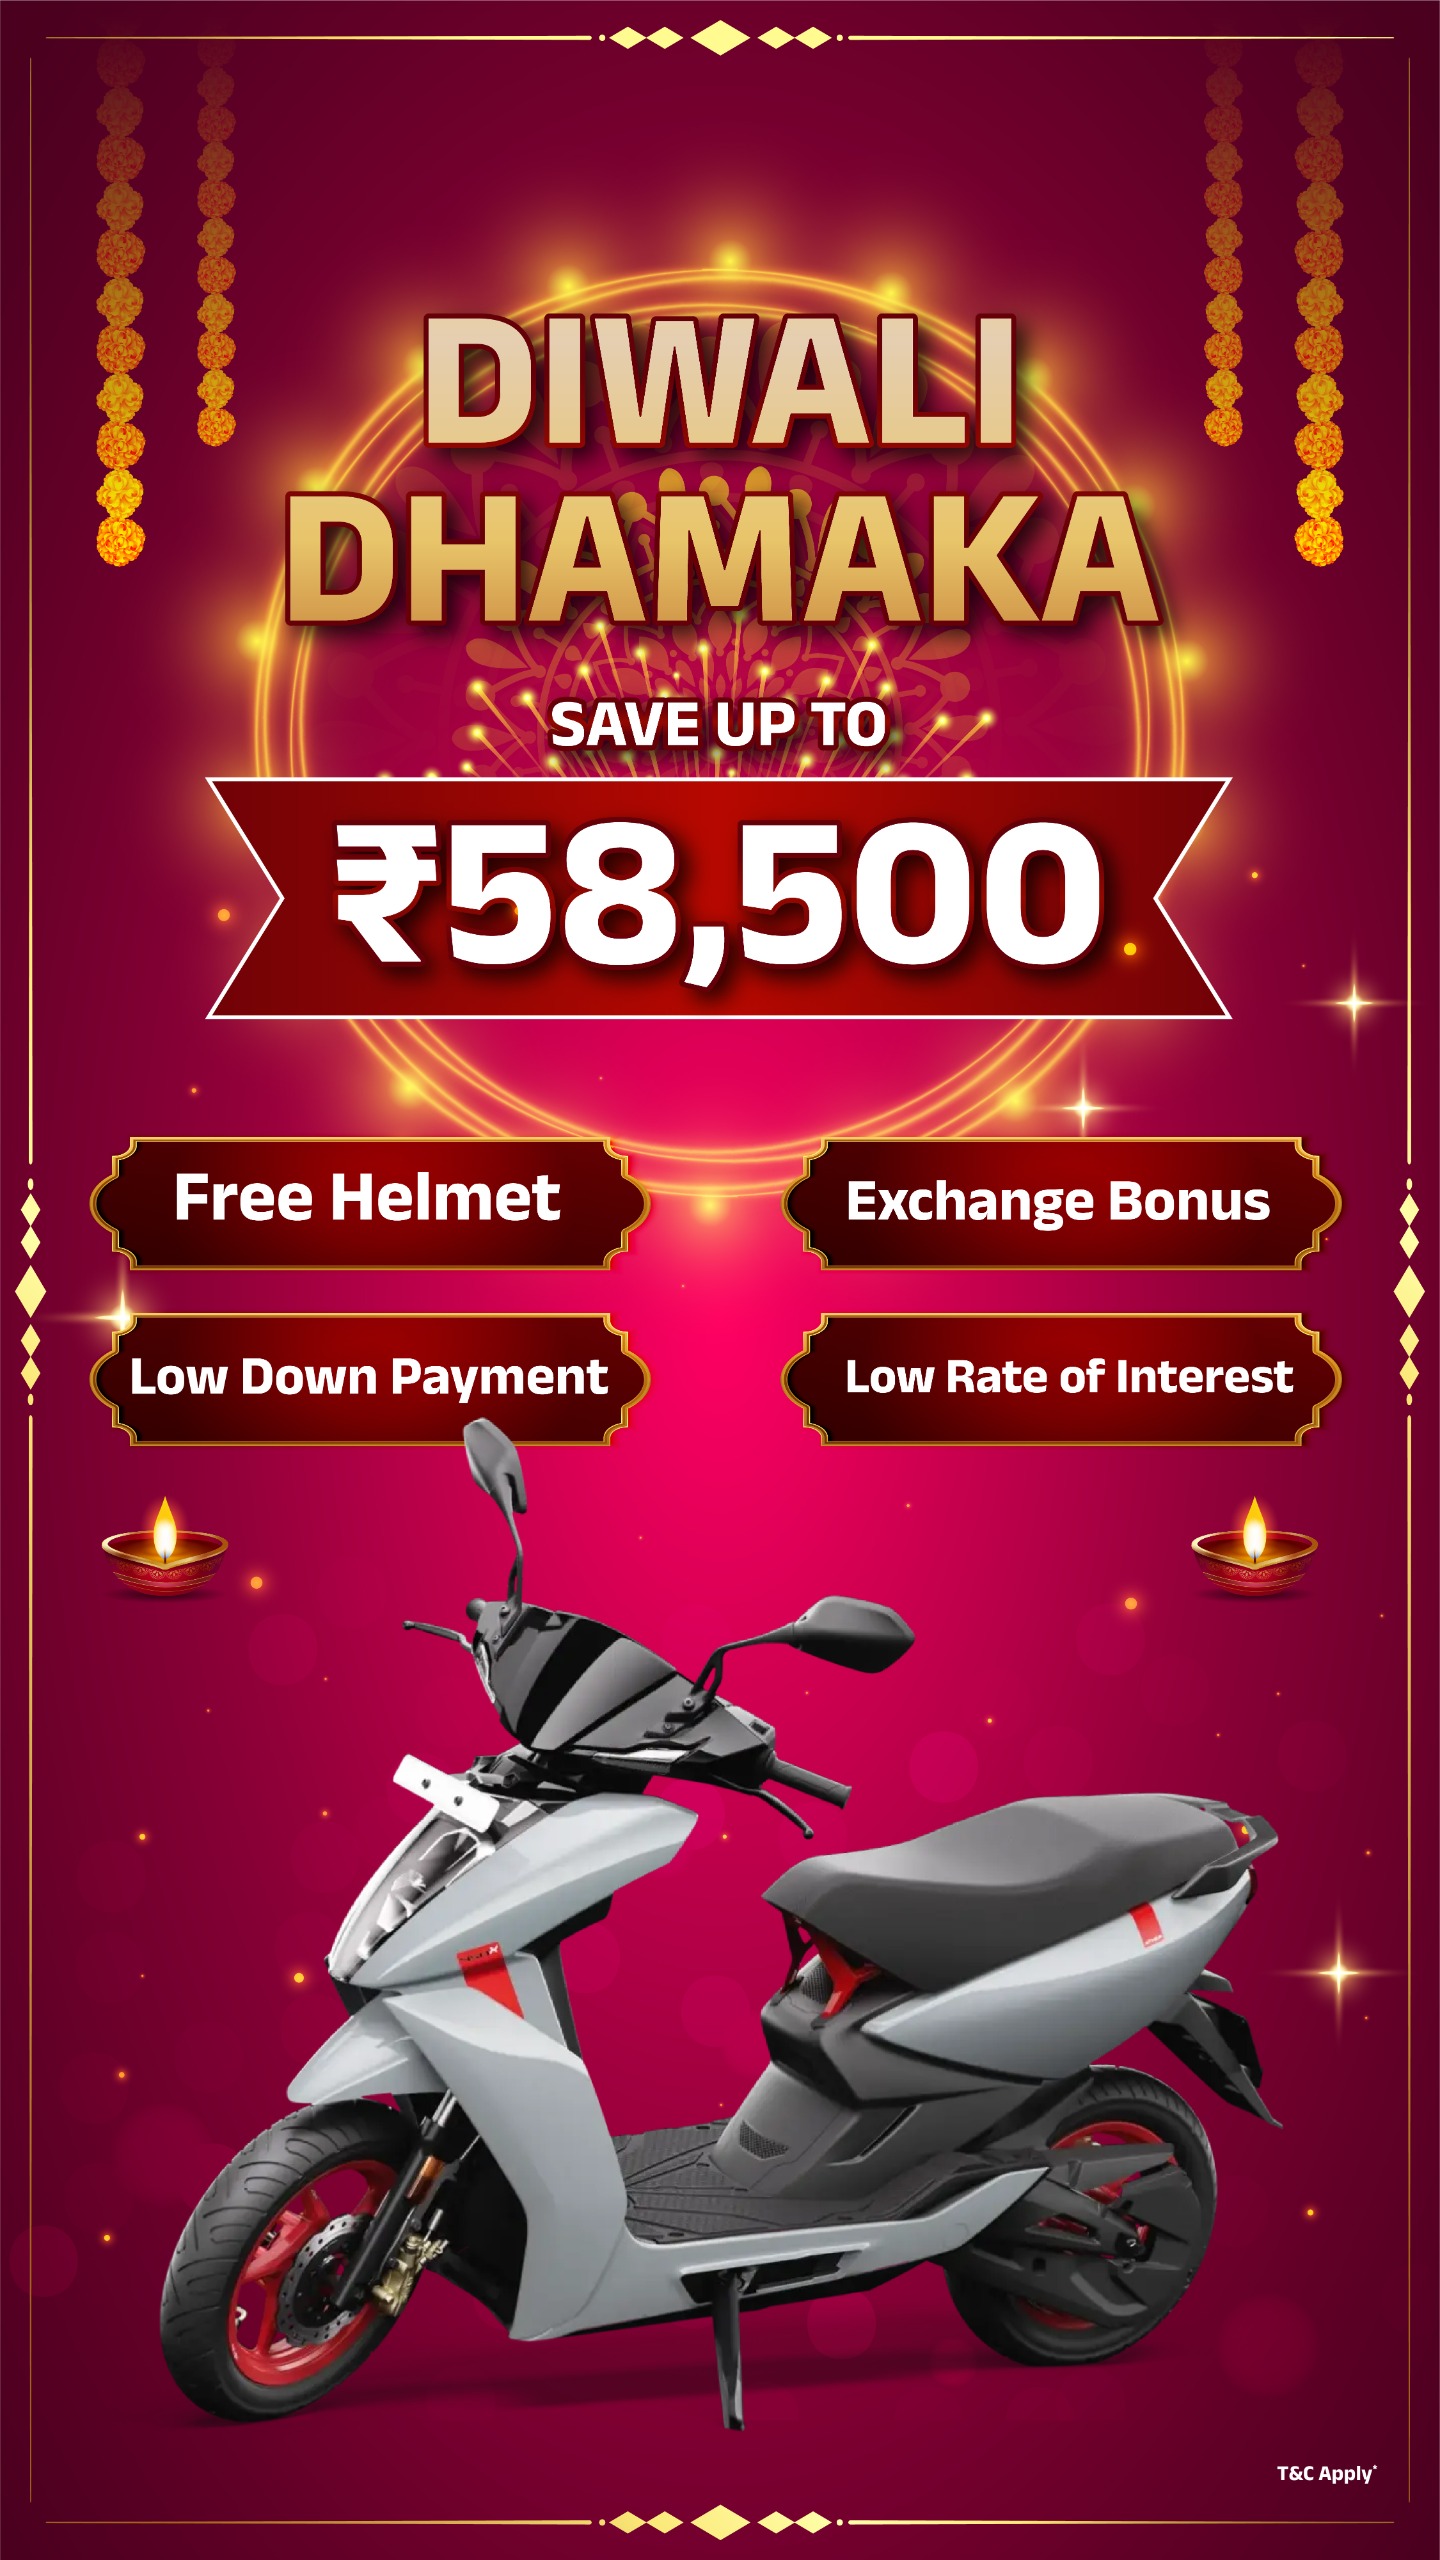 DIWALI
DHAMAKA
SAVE UP TO
₹58,500
Free Helmet
Exchange Bonus
Low Down Payment
Low Rate of Interest
T&C Apply*